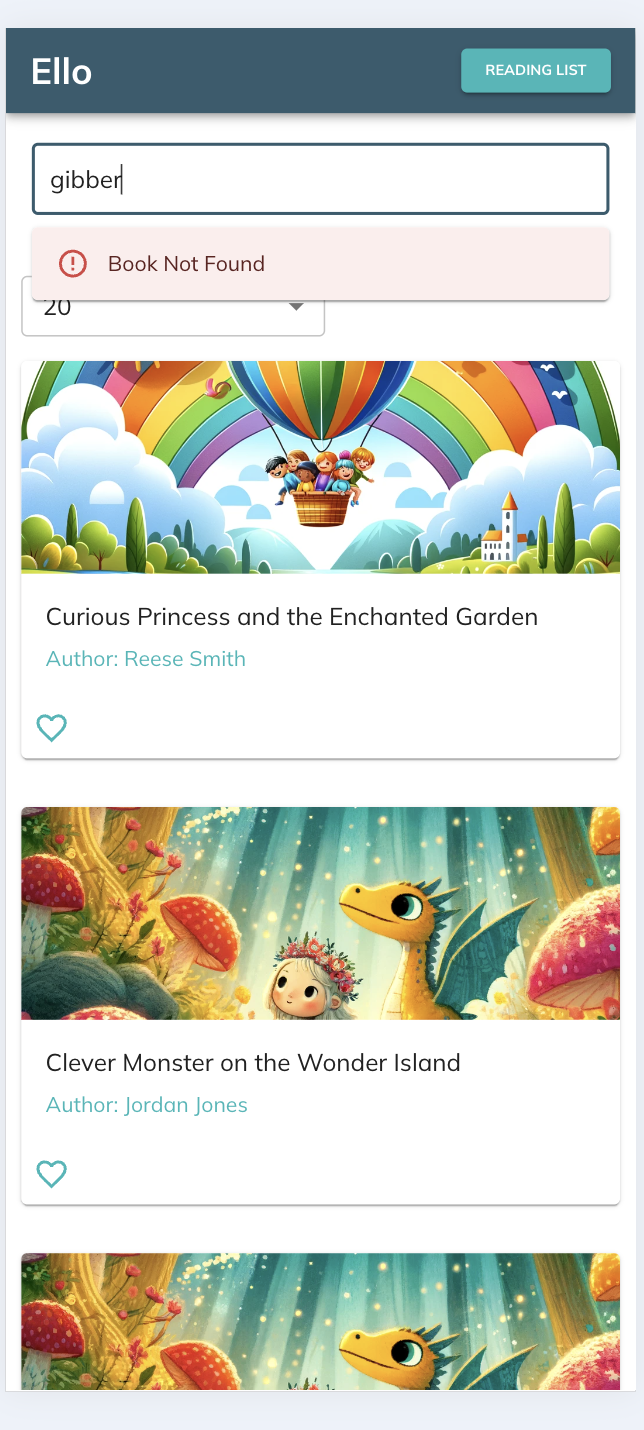 Ello
READING LIST
gibber
Book Not Found
20
Curious Princess and the Enchanted Garden
Author: Reese Smith
Clever Monster on the Wonder Island
Author: Jordan Jones